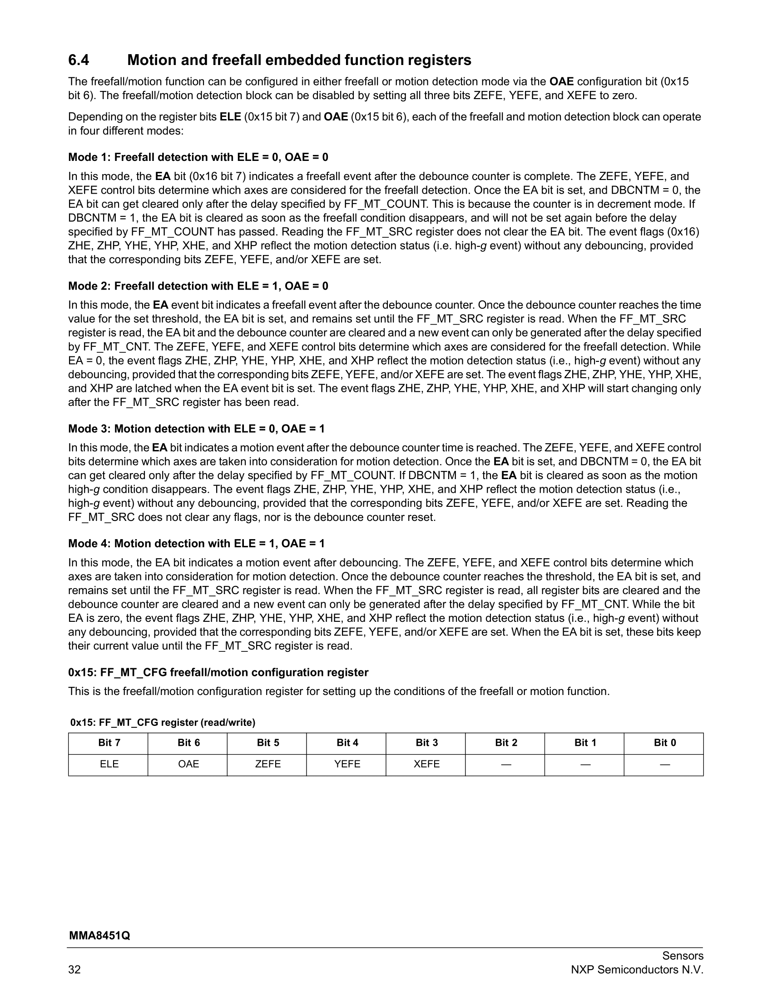 6.4 Motion and freefall embedded function registers
The freefall/motion function can be configured in either freefall or motion detection mode via the OAE configuration bit (0x15
bit 6). The freefall/motion detection block can be disabled by setting all three bits ZEFE, YEFE, and XEFE to zero.
Depending on the register bits ELE (0x15 bit 7) and OAE (0x15 bit 6), each of the freefall and motion detection block can operate
in four different modes:
Mode 1: Freefall detection with ELE = 0, OAE = 0
In this mode, the EA bit (0x16 bit 7) indicates a freefall event after the debounce counter is complete. The ZEFE, YEFE, and
XEFE control bits determine which axes are considered for the freefall detection. Once the EA bit is set, and DBCNTM = 0, the
EA bit can get cleared only after the delay specified by FF_MT_COUNT. This is because the counter is in decrement mode. If
DBCNTM = 1, the EA bit is cleared as soon as the freefall condition disappears, and will not be set again before the delay
specified by FF_MT_COUNT has passed. Reading the FF_MT_SRC register does not clear the EA bit. The event flags (0x16)
ZHE, ZHP, YHE, YHP, XHE, and XHP reflect the motion detection status (i.e. high-g event) without any debouncing, provided
that the corresponding bits ZEFE, YEFE, and/or XEFE are set.
Mode 2: Freefall detection with ELE = 1, OAE = 0
In this mode, the EA event bit indicates a freefall event after the debounce counter. Once the debounce counter reaches the time
value for the set threshold, the EA bit is set, and remains set until the FF_MT_SRC register is read. When the FF_MT_SRC
register is read, the EA bit and the debounce counter are cleared and a new event can only be generated after the delay specified
by FF_MT_CNT. The ZEFE, YEFE, and XEFE control bits determine which axes are considered for the freefall detection. While
EA = 0, the event flags ZHE, ZHP, YHE, YHP, XHE, and XHP reflect the motion detection status (i.e., high-g event) without any
debouncing, provided that the corresponding bits ZEFE, YEFE, and/or XEFE are set. The event flags ZHE, ZHP, YHE, YHP, XHE,
and XHP are latched when the EA event bit is set. The event flags ZHE, ZHP, YHE, YHP, XHE, and XHP will start changing only
after the FF_MT_SRC register has been read.
Mode 3: Motion detection with ELE = 0, OAE = 1
In this mode, the EA bit indicates a motion event after the debounce counter time is reached. The ZEFE, YEFE, and XEFE control
bits determine which axes are taken into consideration for motion detection. Once the EA bit is set, and DBCNTM = 0, the EA bit
can get cleared only after the delay specified by FF_MT_COUNT. If DBCNTM = 1, the EA bit is cleared as soon as the motion
high-g condition disappears. The event flags ZHE, ZHP, YHE, YHP, XHE, and XHP reflect the motion detection status (i.e.,
high-g event) without any debouncing, provided that the corresponding bits ZEFE, YEFE, and/or XEFE are set. Reading the
FF_MT_SRC does not clear any flags, nor is the debounce counter reset.
Mode 4: Motion detection with ELE = 1, OAE = 1
In this mode, the EA bit indicates a motion event after debouncing. The ZEFE, YEFE, and XEFE control bits determine which
axes are taken into consideration for motion detection. Once the debounce counter reaches the threshold, the EA bit is set, and
remains set until the FF_MT_SRC register is read. When the FF_MT_SRC register is read, all register bits are cleared and the
debounce counter are cleared and a new event can only be generated after the delay specified by FF_MT_CNT. While the bit
EA is zero, the event flags ZHE, ZHP, YHE, YHP, XHE, and XHP reflect the motion detection status (i.e., high-g event) without
any debouncing, provided that the corresponding bits ZEFE, YEFE, and/or XEFE are set. When the EA bit is set, these bits keep
their current value until the FF_MT_SRC register is read.
0x15: FF_MT_CFG freefall/motion configuration register
This is the freefall/motion configuration register for setting up the conditions of the freefall or motion function.
0x15: FF_MT_CFG register (read/write)
Bit 7 Bit 6 Bit 5 Bit 4 Bit 3 Bit 2 Bit 1 Bit 0
ELE OAE ZEFE YEFE XEFE — — —
MMA8451Q
Sensors
32 NXP Semiconductors N.V.